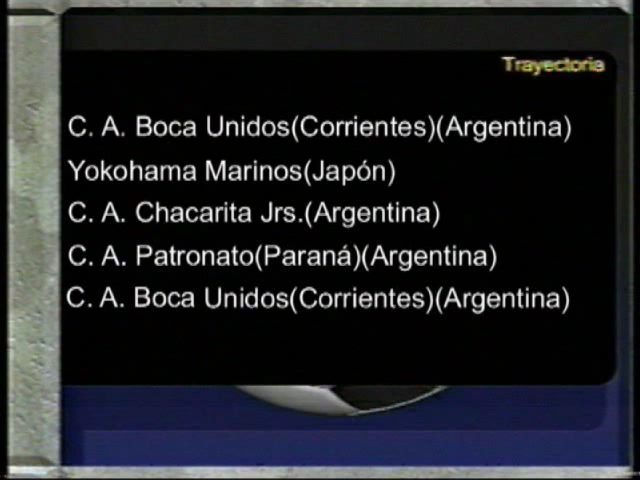 Trayectoria
C. A. Boca Unidos(Corrientes)(Argentina)
Yokohama Marinos(Japón)
C. A. Chacarita Jrs.(Argentina)
C. A. Patronato(Paraná)(Argentina)
C. A. Boca Unidos(Corrientes)(Argentina)